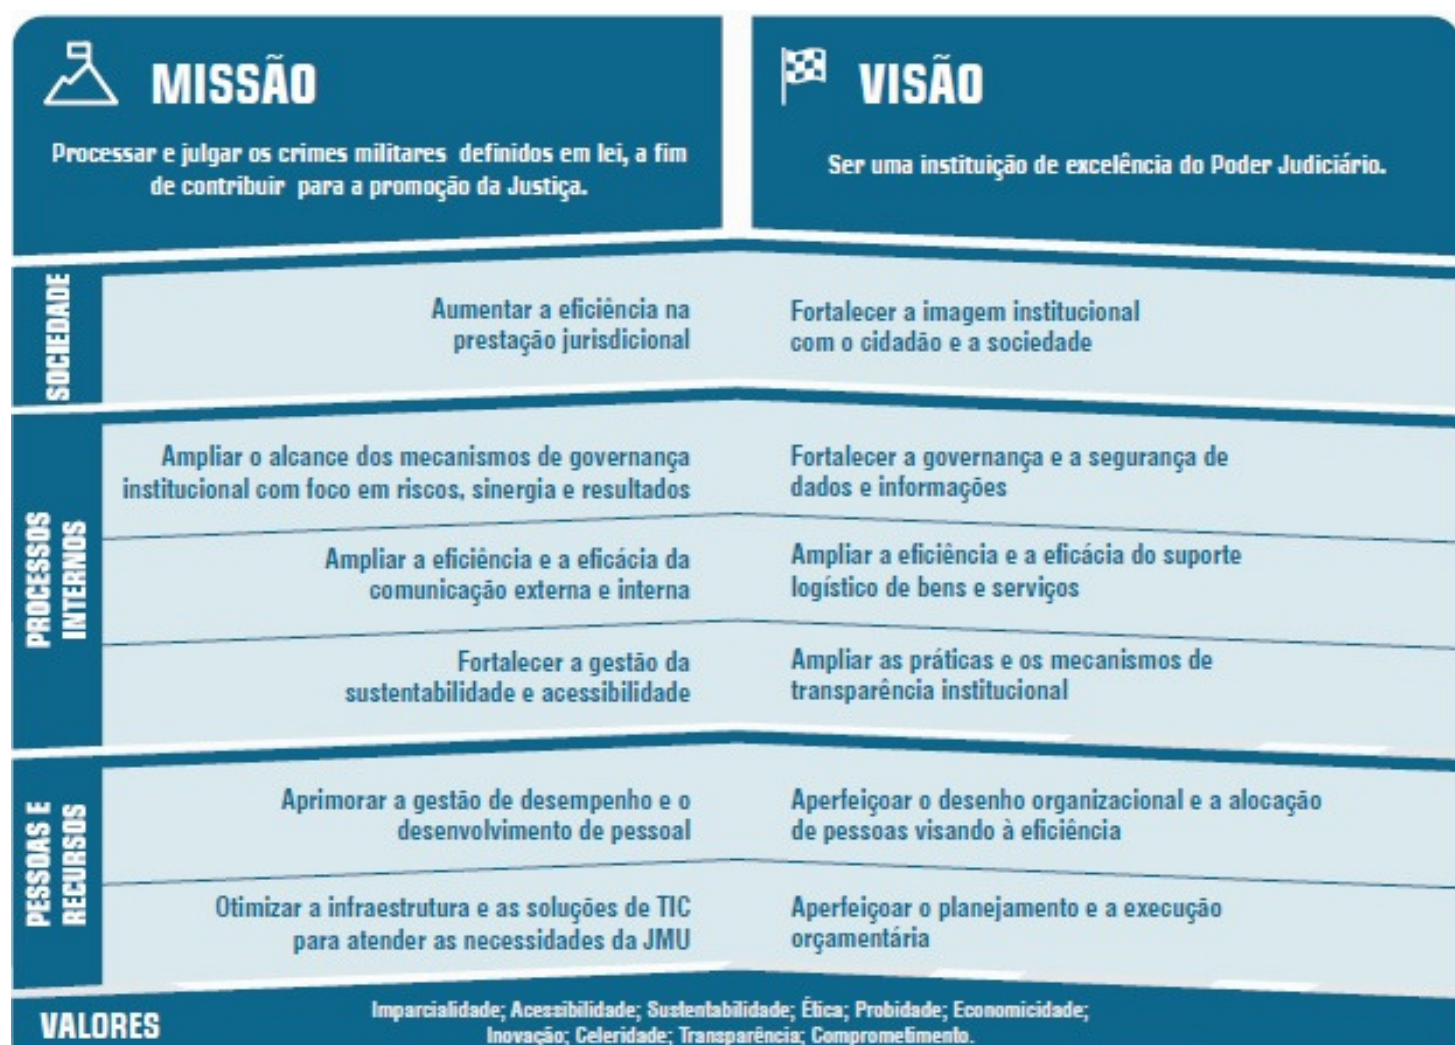 MISSÃO
Processar e julgar os crimes militares definidos em lei, a fim
de contribuir para a promoção da Justiça.
VISÃO
Ser uma instituição de excelência do Poder Judiciário.
SOCIEDADE
Aumentar a eficiência na
prestação jurisdicional
Fortalecer a imagem institucional
com o cidadão e a sociedade
PROCESSOS
INTERNOS
Ampliar o alcance dos mecanismos de governança
institucional com foco em riscos, sinergia e resultados
Fortalecer a governança e a segurança de
dados e informações
Ampliar a eficiência e a eficácia da
comunicação externa e interna
Ampliar a eficiência e a eficácia do suporte
logístico de bens e serviços
Fortalecer a gestão da
sustentabilidade e acessibilidade
Ampliar as práticas e os mecanismos de
transparência institucional
PESSOAS E
RECURSOS
Aprimorar a gestão de desempenho e o
desenvolvimento de pessoal
Aperfeiçoar o desenho organizacional e a alocação
de pessoas visando à eficiência
Otimizar a infraestrutura e as soluções de TIC
para atender as necessidades da JMU
Aperfeiçoar o planejamento e a execução
orçamentária
VALORES
Imparcialidade; Acessibilidade; Sustentabilidade; Ética; Probidade; Economicidade;
Inovação; Celeridade; Transparência; Comprometimento.